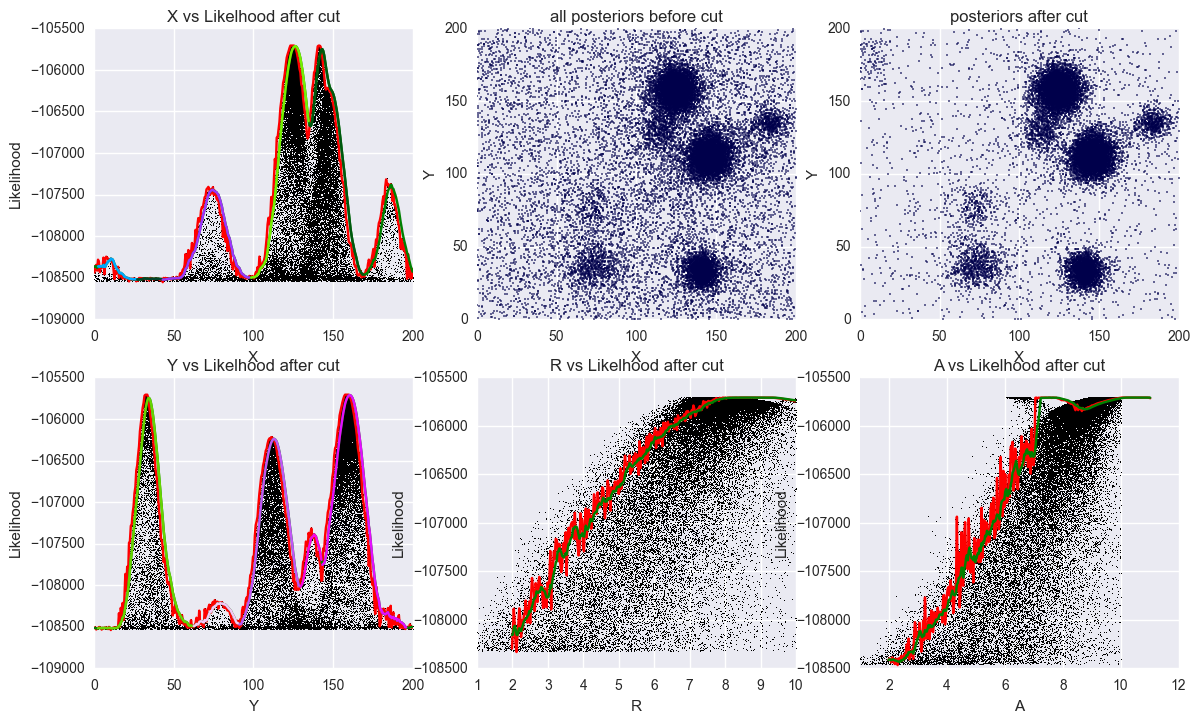 X vs Likelhood after cut
all posteriors before cut
posteriors after cut
−105500
−106000
−106500
−107000
−107500
−108000
−108500
−109000
Likelihood
0 50 100 150 200
X
200
150
100
50
0
Y
0 50 100 150 200
X
200
150
100
50
0
Y
0 50 100 150 200
X
Y vs Likelhood after cut
R vs Likelhood after cut
A vs Likelhood after cut
−105500
−106000
−106500
−107000
−107500
−108000
−108500
−109000
Likelihood
0 50 100 150 200
Y
−105500
−106000
−106500
−107000
−107500
−108000
−108500
Likelihood
1 2 3 4 5 6 7 8 9 10
R
−105500
−106000
−106500
−107000
−107500
−108000
−108500
Likelihood
2 4 6 8 10 12
A